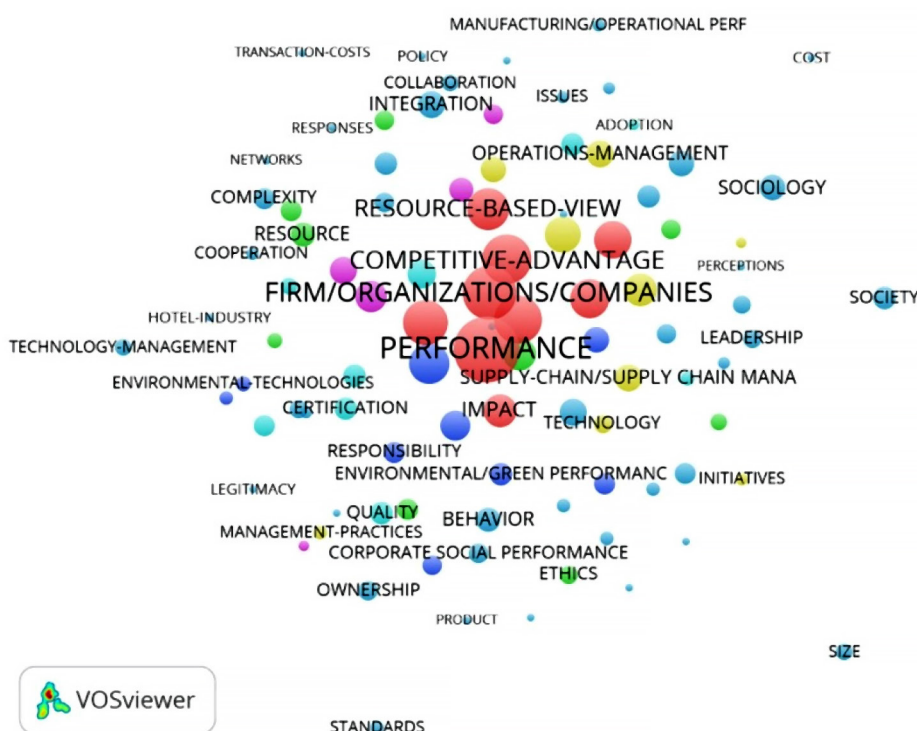 MANUFACTURING/OPERATIONAL PERF
TRANSACTION-COSTS
POLICY
COST
COLLABORATION
INTEGRATION
ISSUES
RESPONSES
ADOPTION
OPERATIONS-MANAGEMENT
NETWORKS
SOCIOLOGY
COMPLEXITY
RESOURCE-BASED-VIEW
RESOURCE
COOPERATION
COMPETITIVE-ADVANTAGE
PERCEPTIONS
FIRM/ORGANIZATIONS/COMPANIES
SOCIETY
HOTEL-INDUSTRY
LEADERSHIP
TECHNOLOGY-MANAGEMENT
PERFORMANCE
SUPPLY-CHAIN/SUPPLY CHAIN MANA
ENVIRONMENTAL-TECHNOLOGIES
CERTIFICATION
IMPACT
TECHNOLOGY
RESPONSIBILITY
ENVIRONMENTAL/GREEN PERFORMANC
INITIATIVES
LEGITIMACY
QUALITY
BEHAVIOR
MANAGEMENT-PRACTICES
CORPORATE SOCIAL PERFORMANCE
ETHICS
OWNERSHIP
PRODUCT
SIZE
VOSviewer
STANDARDS